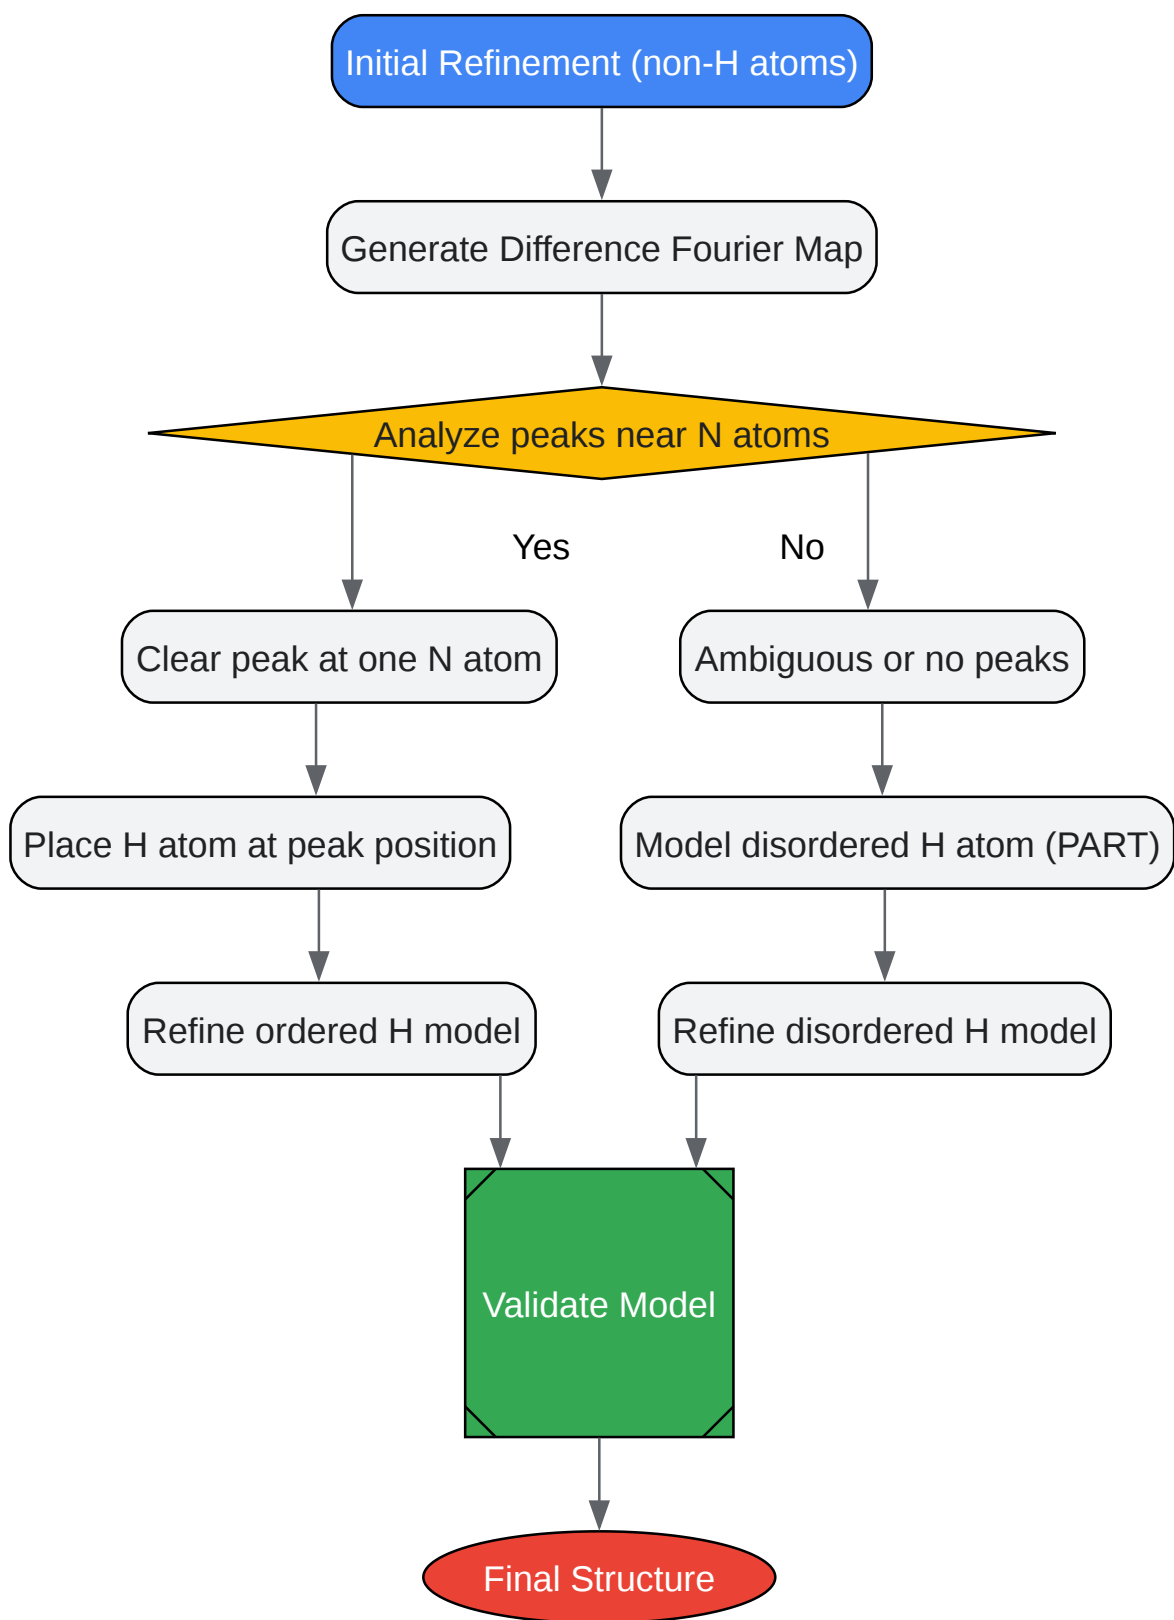 Initial Refinement (non-H atoms)
Generate Difference Fourier Map
Analyze peaks near N atoms
Yes
No
Clear peak at one N atom
Ambiguous or no peaks
Place H atom at peak position
Model disordered H atom (PART)
Refine ordered H model
Refine disordered H model
Validate Model
Final Structure